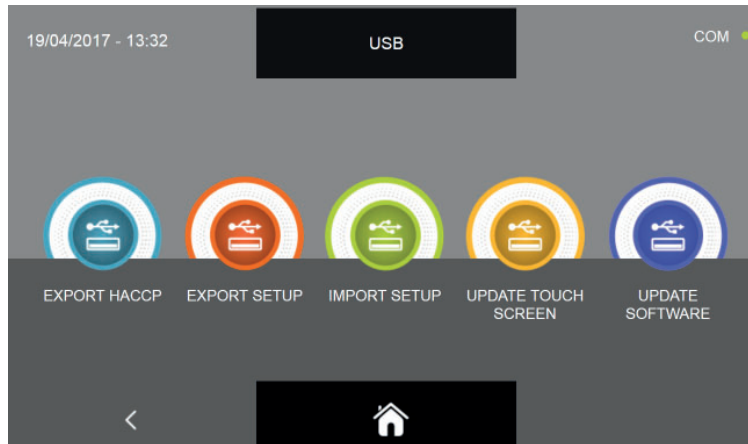 19/04/2017 - 13:32
USB
COM
EXPORT HACCP
EXPORT SETUP
IMPORT SETUP
UPDATE TOUCH
SCREEN
UPDATE
SOFTWARE